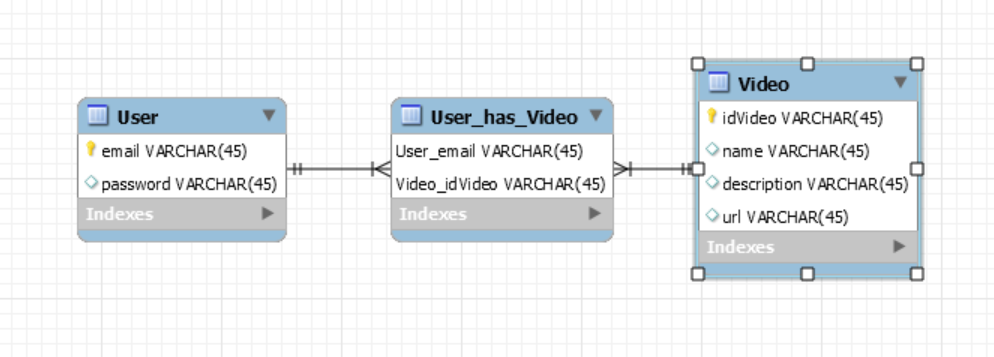 User
email VARCHAR(45)
password VARCHAR(45)
Indexes
User_has_Video
User_email VARCHAR(45)
Video_idVideo VARCHAR(45)
Indexes
Video
idVideo VARCHAR(45)
name VARCHAR(45)
description VARCHAR(45)
url VARCHAR(45)
Indexes